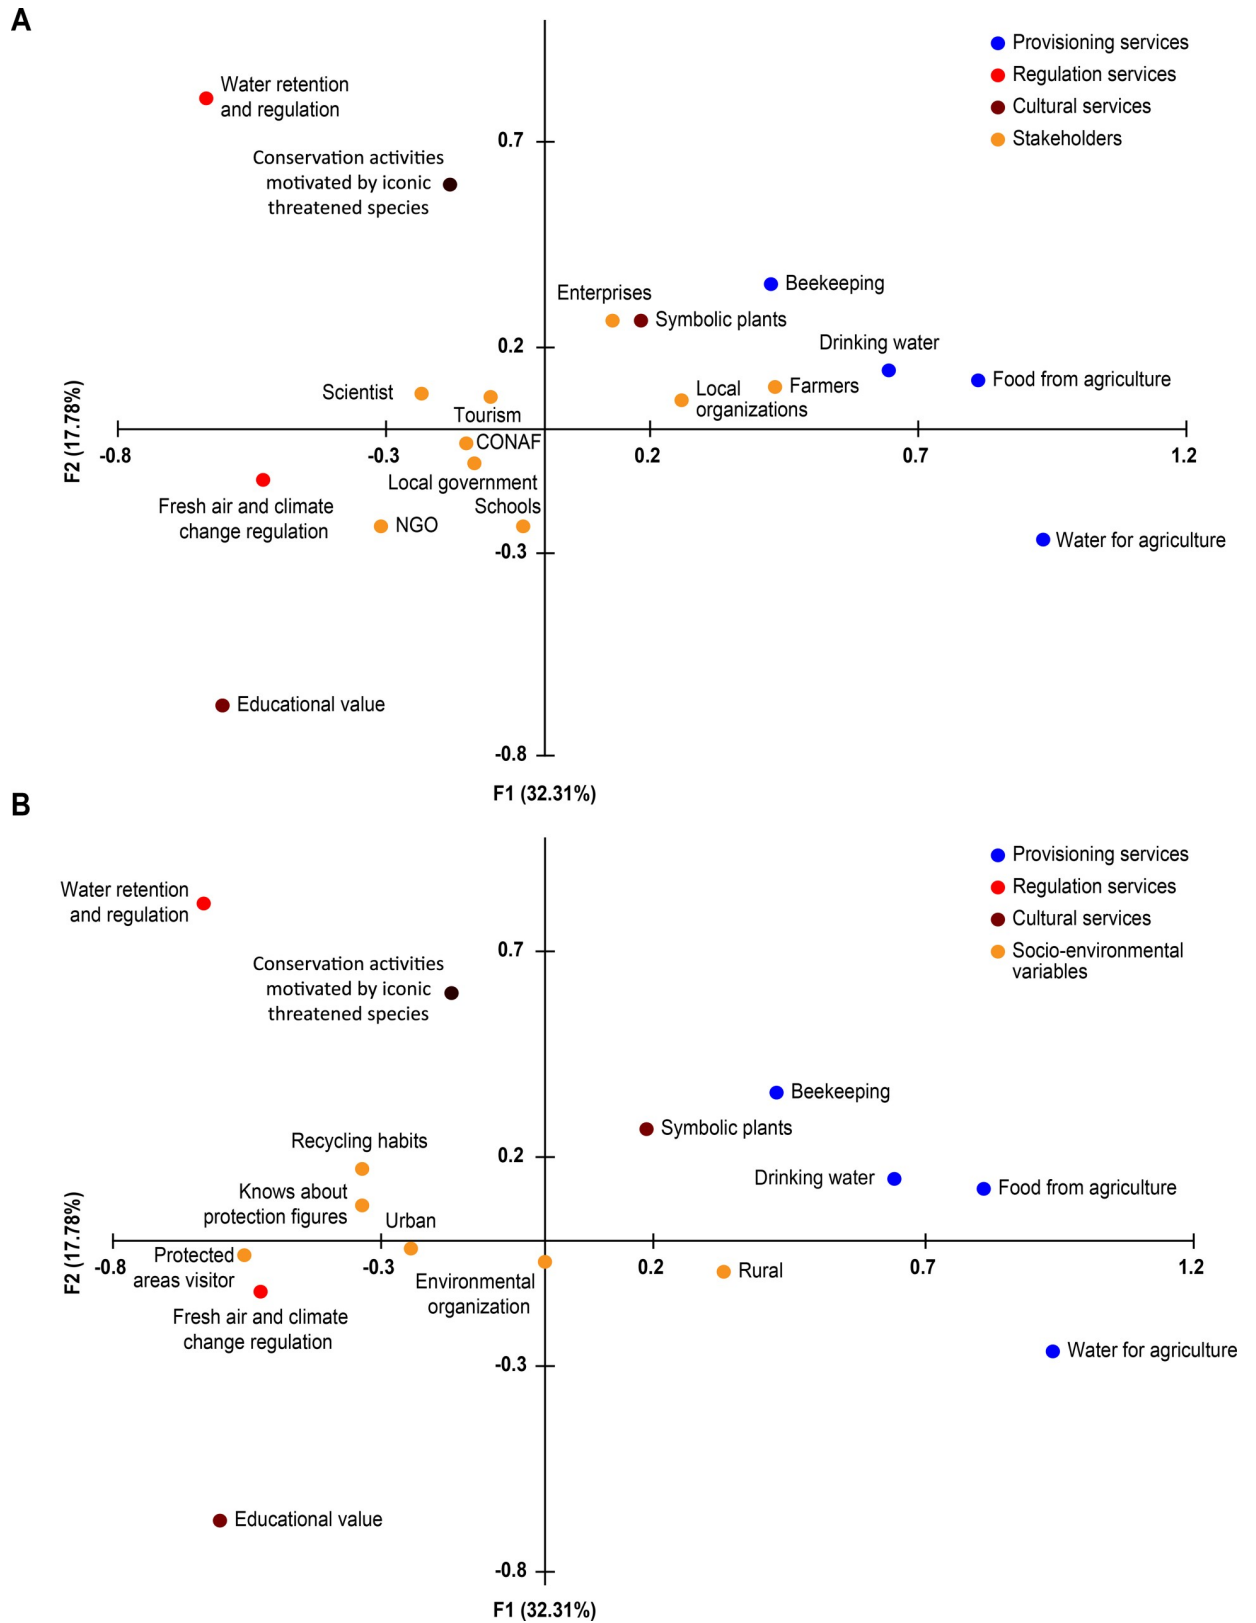 A
Provisioning services
Regulation services
Cultural services
Stakeholders
Water retention
and regulation
0.7
Conservation activities
motivated by iconic
threatened species
Beekeeping
Enterprises
Symbolic plants
0.2
Drinking water
Food from agriculture
Scientist
Tourism
Local
organizations
Farmers
F2 (17.78%)
-0.8
-0.3
0.2
0.7
1.2
CONAF
Local government
Fresh air and climate
change regulation
Schools
NGO
-0.3
Water for agriculture
Educational value
-0.8
F1 (32.31%)
B
Provisioning services
Regulation services
Cultural services
Socio-environmental
variables
Water retention
and regulation
0.7
Conservation activities
motivated by iconic
threatened species
Beekeeping
Symbolic plants
Recycling habits
0.2
Drinking water
Food from agriculture
Knows about
protection figures
Urban
F2 (17.78%)
-0.8
-0.3
0.2
0.7
1.2
Protected
areas visitor
Environmental
organization
Rural
Fresh air and climate
change regulation
-0.3
Water for agriculture
Educational value
-0.8
F1 (32.31%)